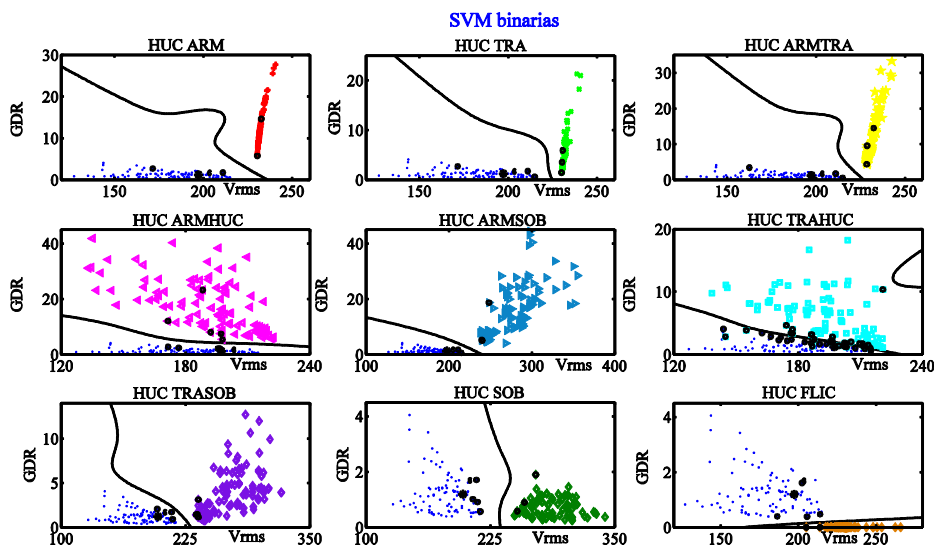 SVM binarias
HUC ARM
HUC TRA
HUC ARMTRA
GDR
30
20
10
0
150
200
Vrms
250
20
10
0
150
200
Vrms
250
GDR
30
20
10
0
150
200
Vrms
250
HUC ARMHUC
HUC ARMSOB
HUC TRAHUC
GDR
40
20
0
120
160
200
Vrms
240
40
20
0
100
200
300
Vrms
400
GDR
20
10
0
120
180
Vrms
240
HUC TRASOB
HUC SOB
HUC FLIC
GDR
10
5
0
100
225
Vrms
350
GDR
4
2
0
100
225
Vrms
350
GDR
4
2
0
150
200
250
Vrms